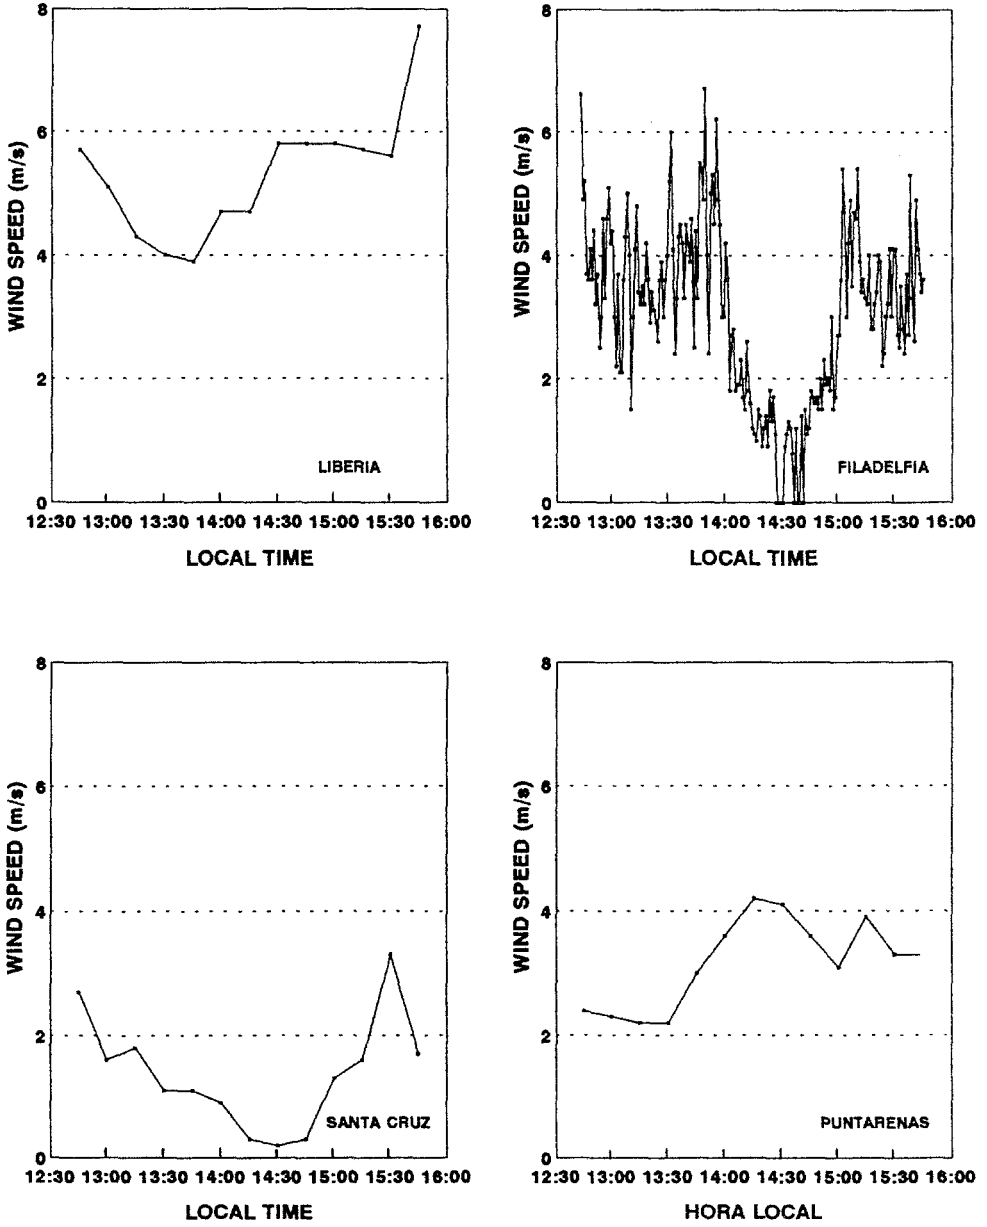 8
6
4
2
0
WIND SPEED (m/s)
LIBERIA
12:30 13:00 13:30 14:00 14:30 15:00 15:30 16:00
LOCAL TIME
8
6
4
2
0
WIND SPEED (m/s)
FILADELFIA
12:30 13:00 13:30 14:00 14:30 15:00 15:30 16:00
LOCAL TIME
8
6
4
2
0
WIND SPEED (m/s)
SANTA CRUZ
12:30 13:00 13:30 14:00 14:30 15:00 15:30 16:00
LOCAL TIME
8
6
4
2
0
WIND SPEED (m/s)
PUNTARENAS
12:30 13:00 13:30 14:00 14:30 15:00 15:30 16:00
HORA LOCAL